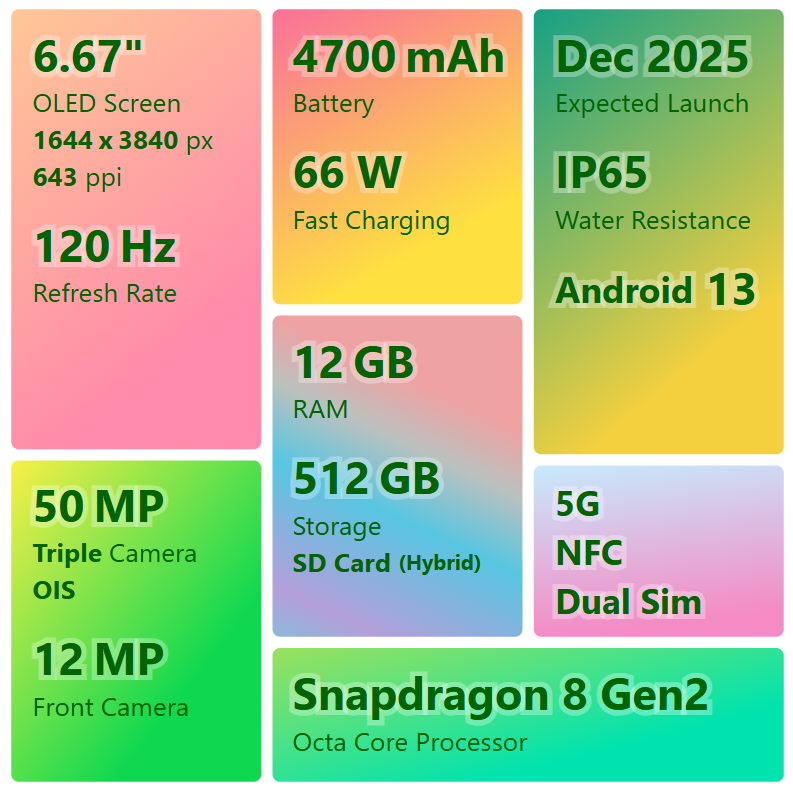 6.67"
OLED Screen
1644 x 3840 px
643 ppi
120 Hz
Refresh Rate
4700 mAh
Battery
66 W
Fast Charging
Dec 2025
Expected Launch
IP65
Water Resistance
Android 13
12 GB
RAM
512 GB
Storage
SD Card (Hybrid)
50 MP
Triple Camera
OIS
12 MP
Front Camera
5G
NFC
Dual Sim
Snapdragon 8 Gen2
Octa Core Processor